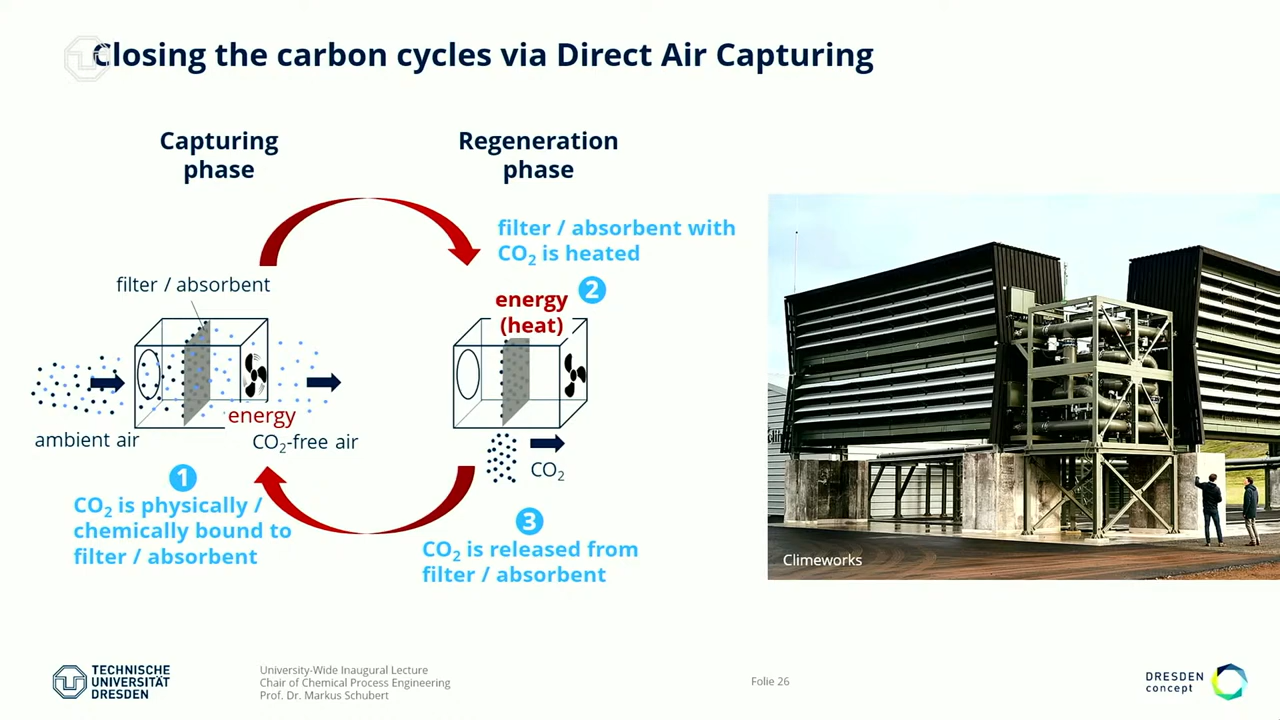 Closing the carbon cycles via Direct Air Capturing
Capturing
phase
Regeneration
phase
filter / absorbent with
CO₂ is heated
2
energy
(heat)
filter / absorbent
energy
ambient air
CO₂-free air
CO₂
1
CO₂ is physically /
chemically bound to
filter / absorbent
3
CO₂ is released from
filter / absorbent
Climeworks
TECHNISCHE
UNIVERSITÄT
DRESDEN
University-Wide Inaugural Lecture
Chair of Chemical Process Engineering
Prof. Dr. Markus Schubert
Folie 26
DRESDEN
concept